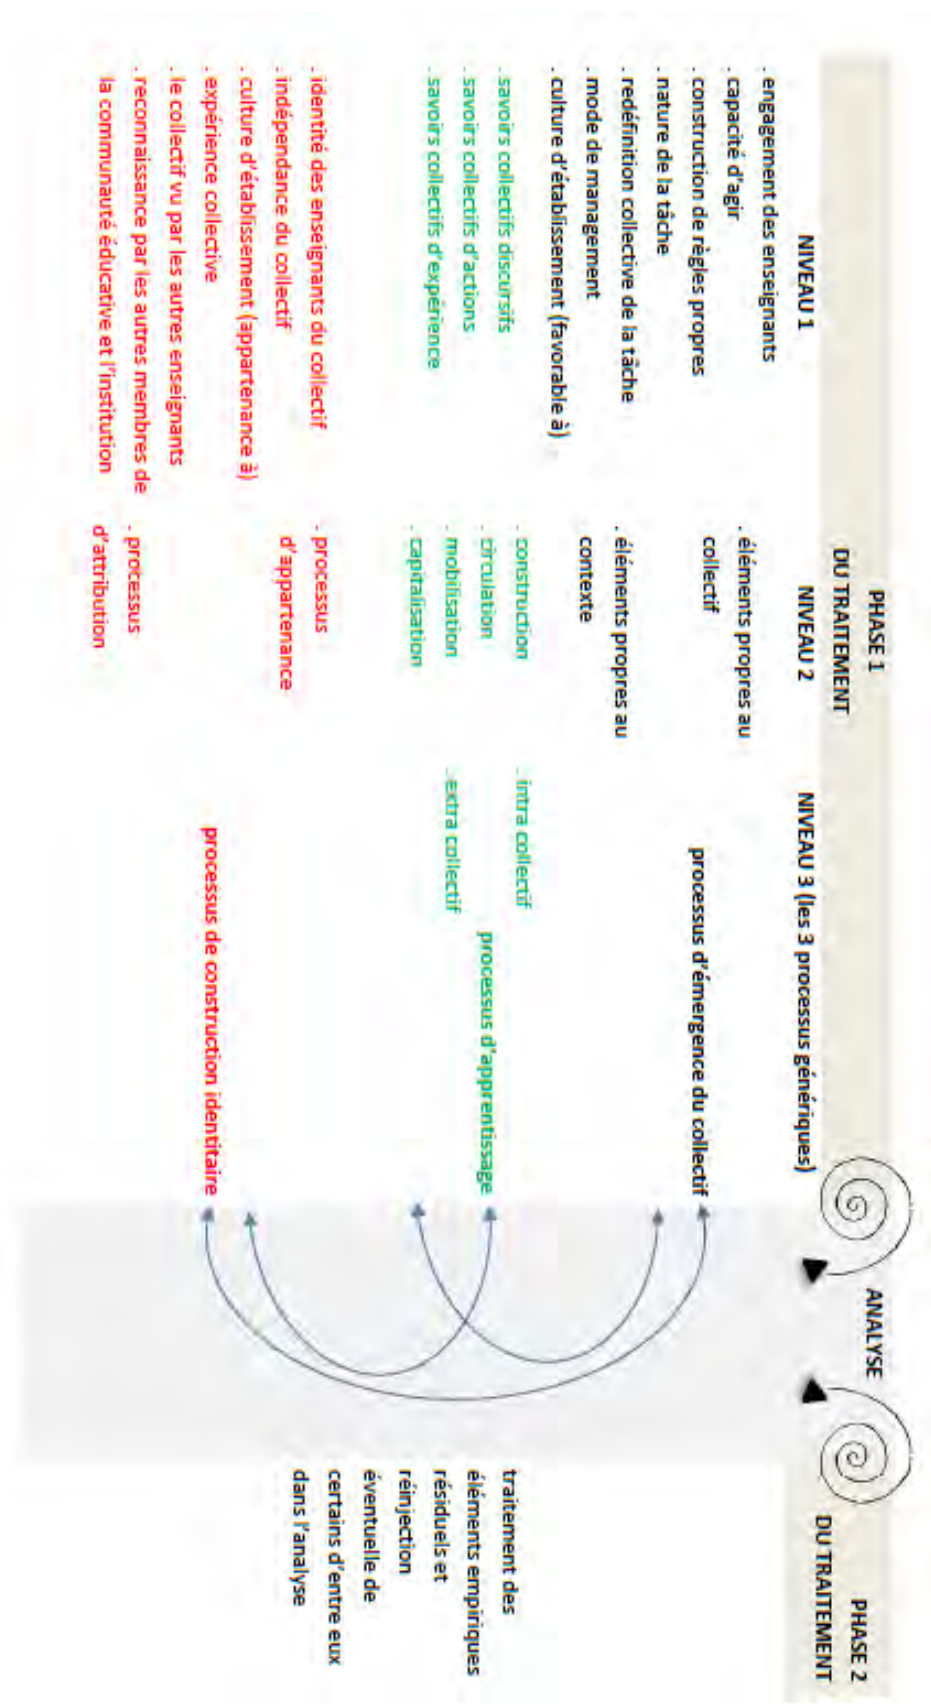 PHASE 1
DU TRAITEMENT
NIVEAU 1
NIVEAU 2
NIVEAU 3 (les 3 processus génériques)
ANALYSE
PHASE 2
DU TRAITEMENT
. engagement des enseignants
. capacité d'agir
. construction de règles propres
. nature de la tâche
. redéfinition collective de la tâche
. mode de management
. culture d'établissement (favorable à)
. éléments propres au
collectif
. éléments propres au
contexte
processus d'émergence du collectif
. savoirs collectifs discursifs
. savoirs collectifs d'actions
. savoirs collectifs d'expérience
. construction
. circulation
. mobilisation
. capitalisation
. intra collectif
. extra collectif
processus d'apprentissage
. identité des enseignants du collectif
. indépendance du collectif
. culture d'établissement (appartenance à)
. expérience collective
. le collectif vu par les autres enseignants
. reconnaissance par les autres membres de
la communauté éducative et l'institution
. processus
d'appartenance
. processus
d'attribution
processus de construction identitaire
traitement des
éléments empiriques
résiduels et
réinjection
éventuelle de
certains d'entre eux
dans l'analyse